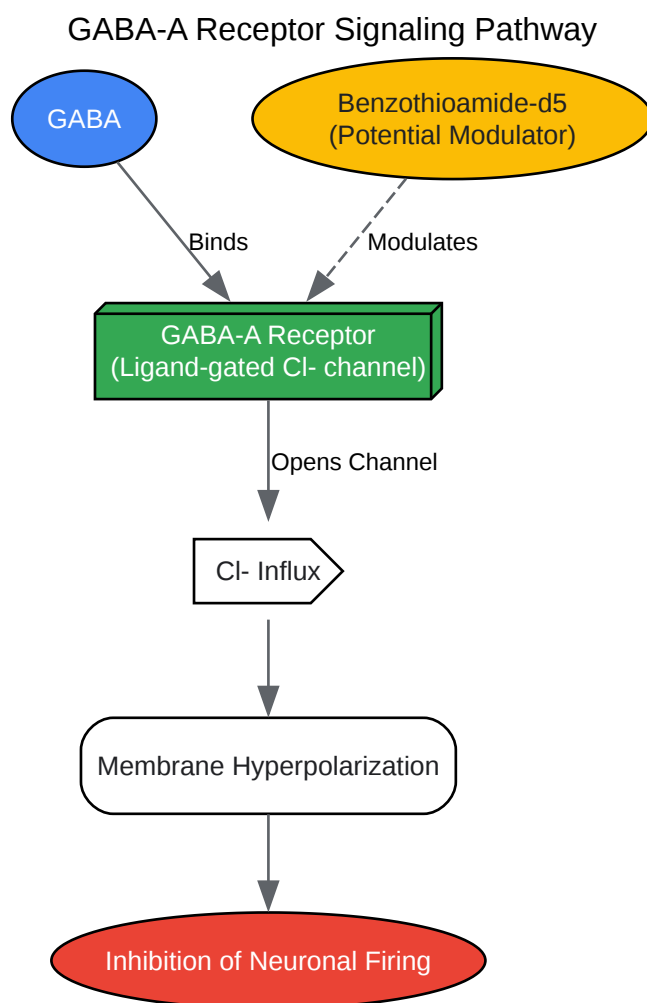 GABA-A Receptor Signaling Pathway
GABA
Benzothioamide-d5
(Potential Modulator)
Binds
Modulates
GABA-A Receptor
(Ligand-gated Cl- channel)
Opens Channel
Cl- Influx
Membrane Hyperpolarization
Inhibition of Neuronal Firing